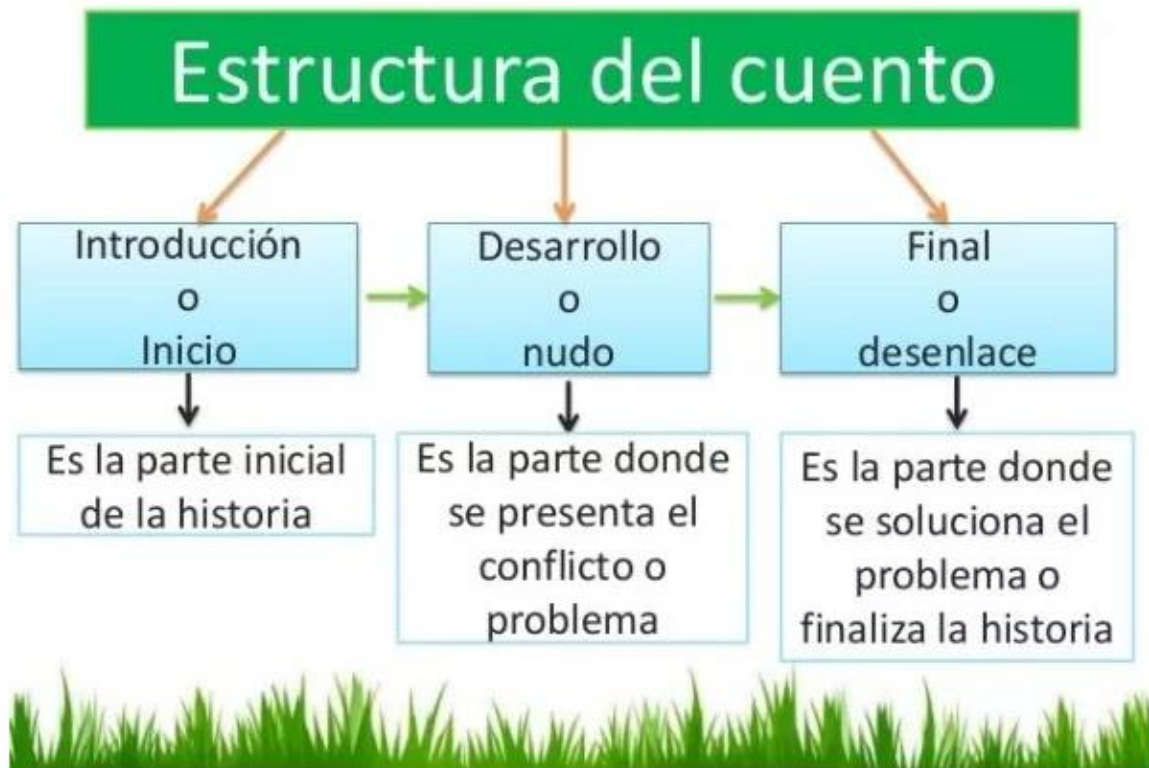 Estructura del cuento
Introducción
o
Inicio
Desarrollo
o
nudo
Final
o
desenlace
Es la parte inicial
de la historia
Es la parte donde
se presenta el
conflicto o
problema
Es la parte donde
se soluciona el
problema o
finaliza la historia